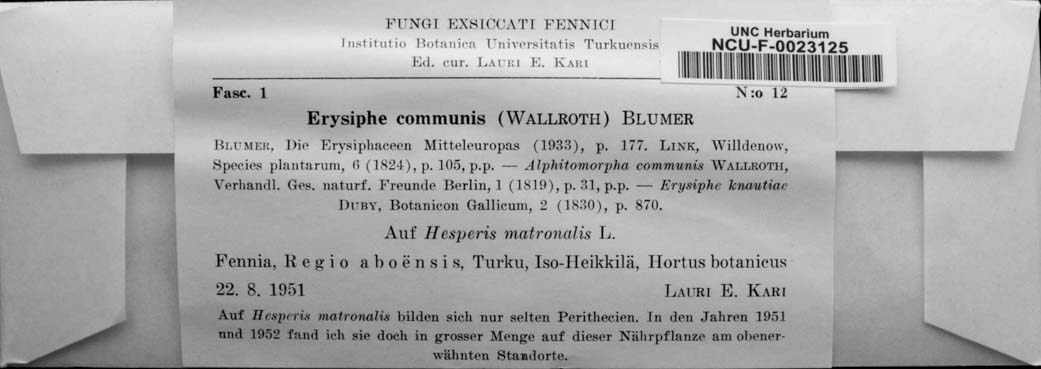 FUNGI EXSICCATI FENNICI
Institutio Botanica Universitatis Turkuensis
Ed. cur. LAURI E. KARI
UNC Herbarium
NCU-F-0023125
Fasc. 1 N:o 12
Erysiphe communis (WALLROTH) BLUMER
BLUMER, Die Erysiphaceen Mitteleuropas (1933), p. 177. LINK, Willdenow,
Species plantarum, 6 (1824), p. 105, p.p. — Alphitomorpha communis WALLROTH,
Verhandl. Ges. naturf. Freunde Berlin, 1 (1819), p. 31, p.p. — Erysiphe knautiae
DUBY, Botanicon Gallicum, 2 (1830), p. 870.
Auf Hesperis matronalis L.
Fennia, Regio aboënsis, Turku, Iso-Heikkilä, Hortus botanicus
22. 8. 1951 LAURI E. KARI
Auf Hesperis matronalis bilden sich nur selten Perithecien. In den Jahren 1951
und 1952 fand ich sie doch in grosser Menge auf dieser Nährpflanze am obener-
wähnten Standorte.